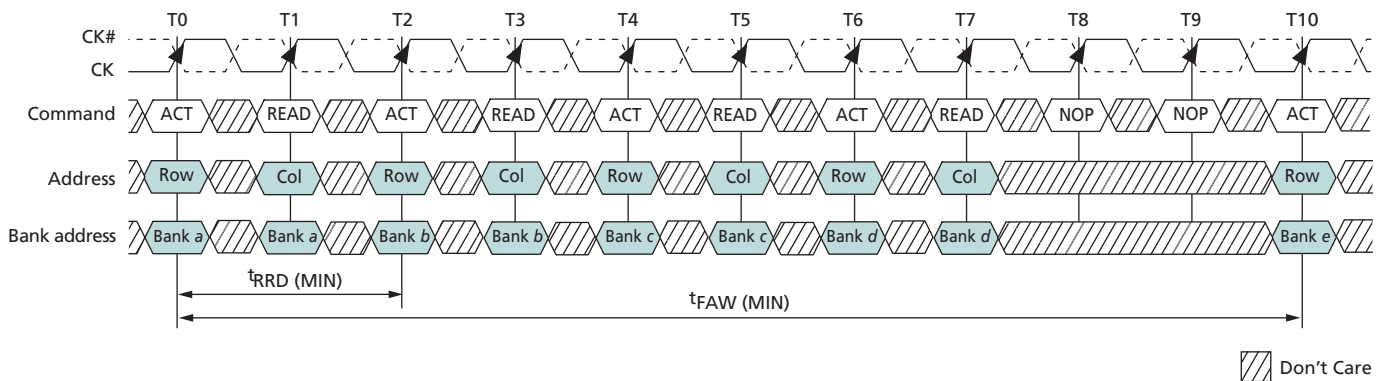 T0 T1 T2 T3 T4 T5 T6 T7 T8 T9 T10
CK#
CK
Command ACT READ ACT READ ACT READ ACT READ NOP NOP ACT
Address Row Col Row Col Row Col Row Col Row
Bank address Bank a Bank a Bank b Bank b Bank c Bank c Bank d Bank d Bank e
tRRD (MIN)
tFAW (MIN)
Don't Care